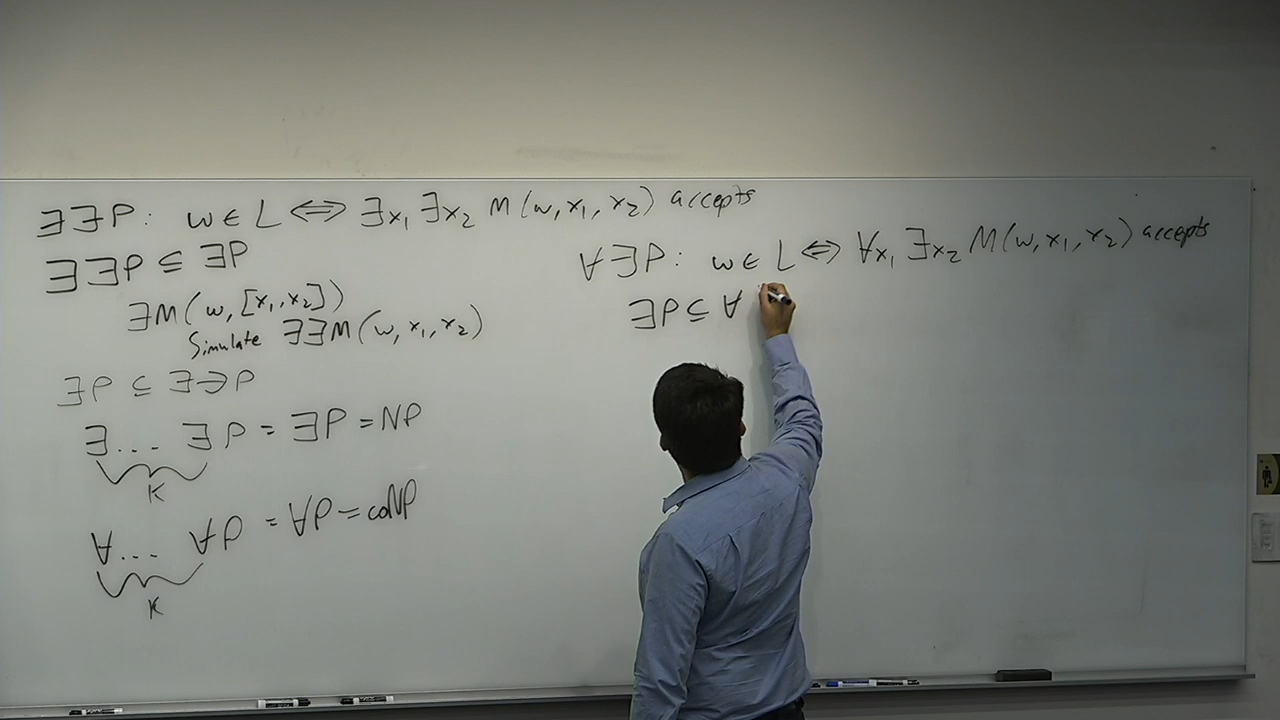 ∃∃P: w∈L ⟺ ∃x₁ ∃x₂ M(w, x₁, x₂) accepts
∃∃P ⊆ ∃P
∃M(w, [x₁, x₂])
Simulate ∃∃M(w, x₁, x₂)
∃P ⊆ ∃∃P
∃... ∃P = ∃P = NP
K
∀... ∀P = ∀P = coNP
K
∀∃P: w∈L ⟺ ∀x₁ ∃x₂ M(w, x₁, x₂) accepts
∃P ⊆ ∀